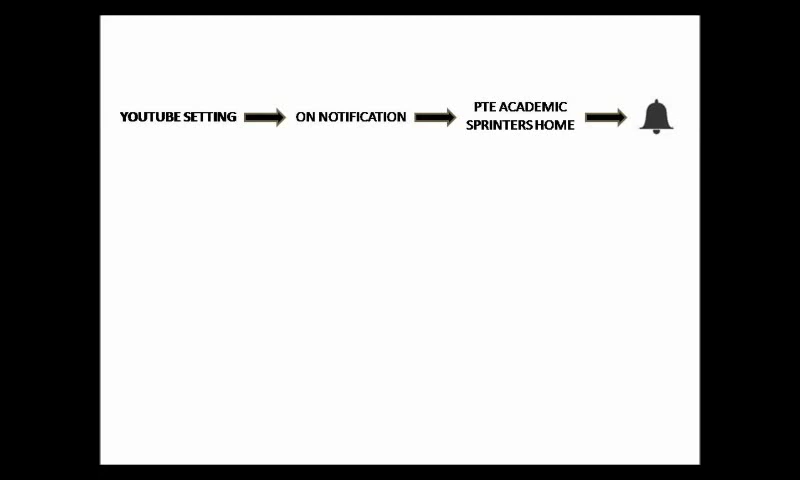 YOUTUBE SETTING
ON NOTIFICATION
PTE ACADEMIC
SPRINTERS HOME